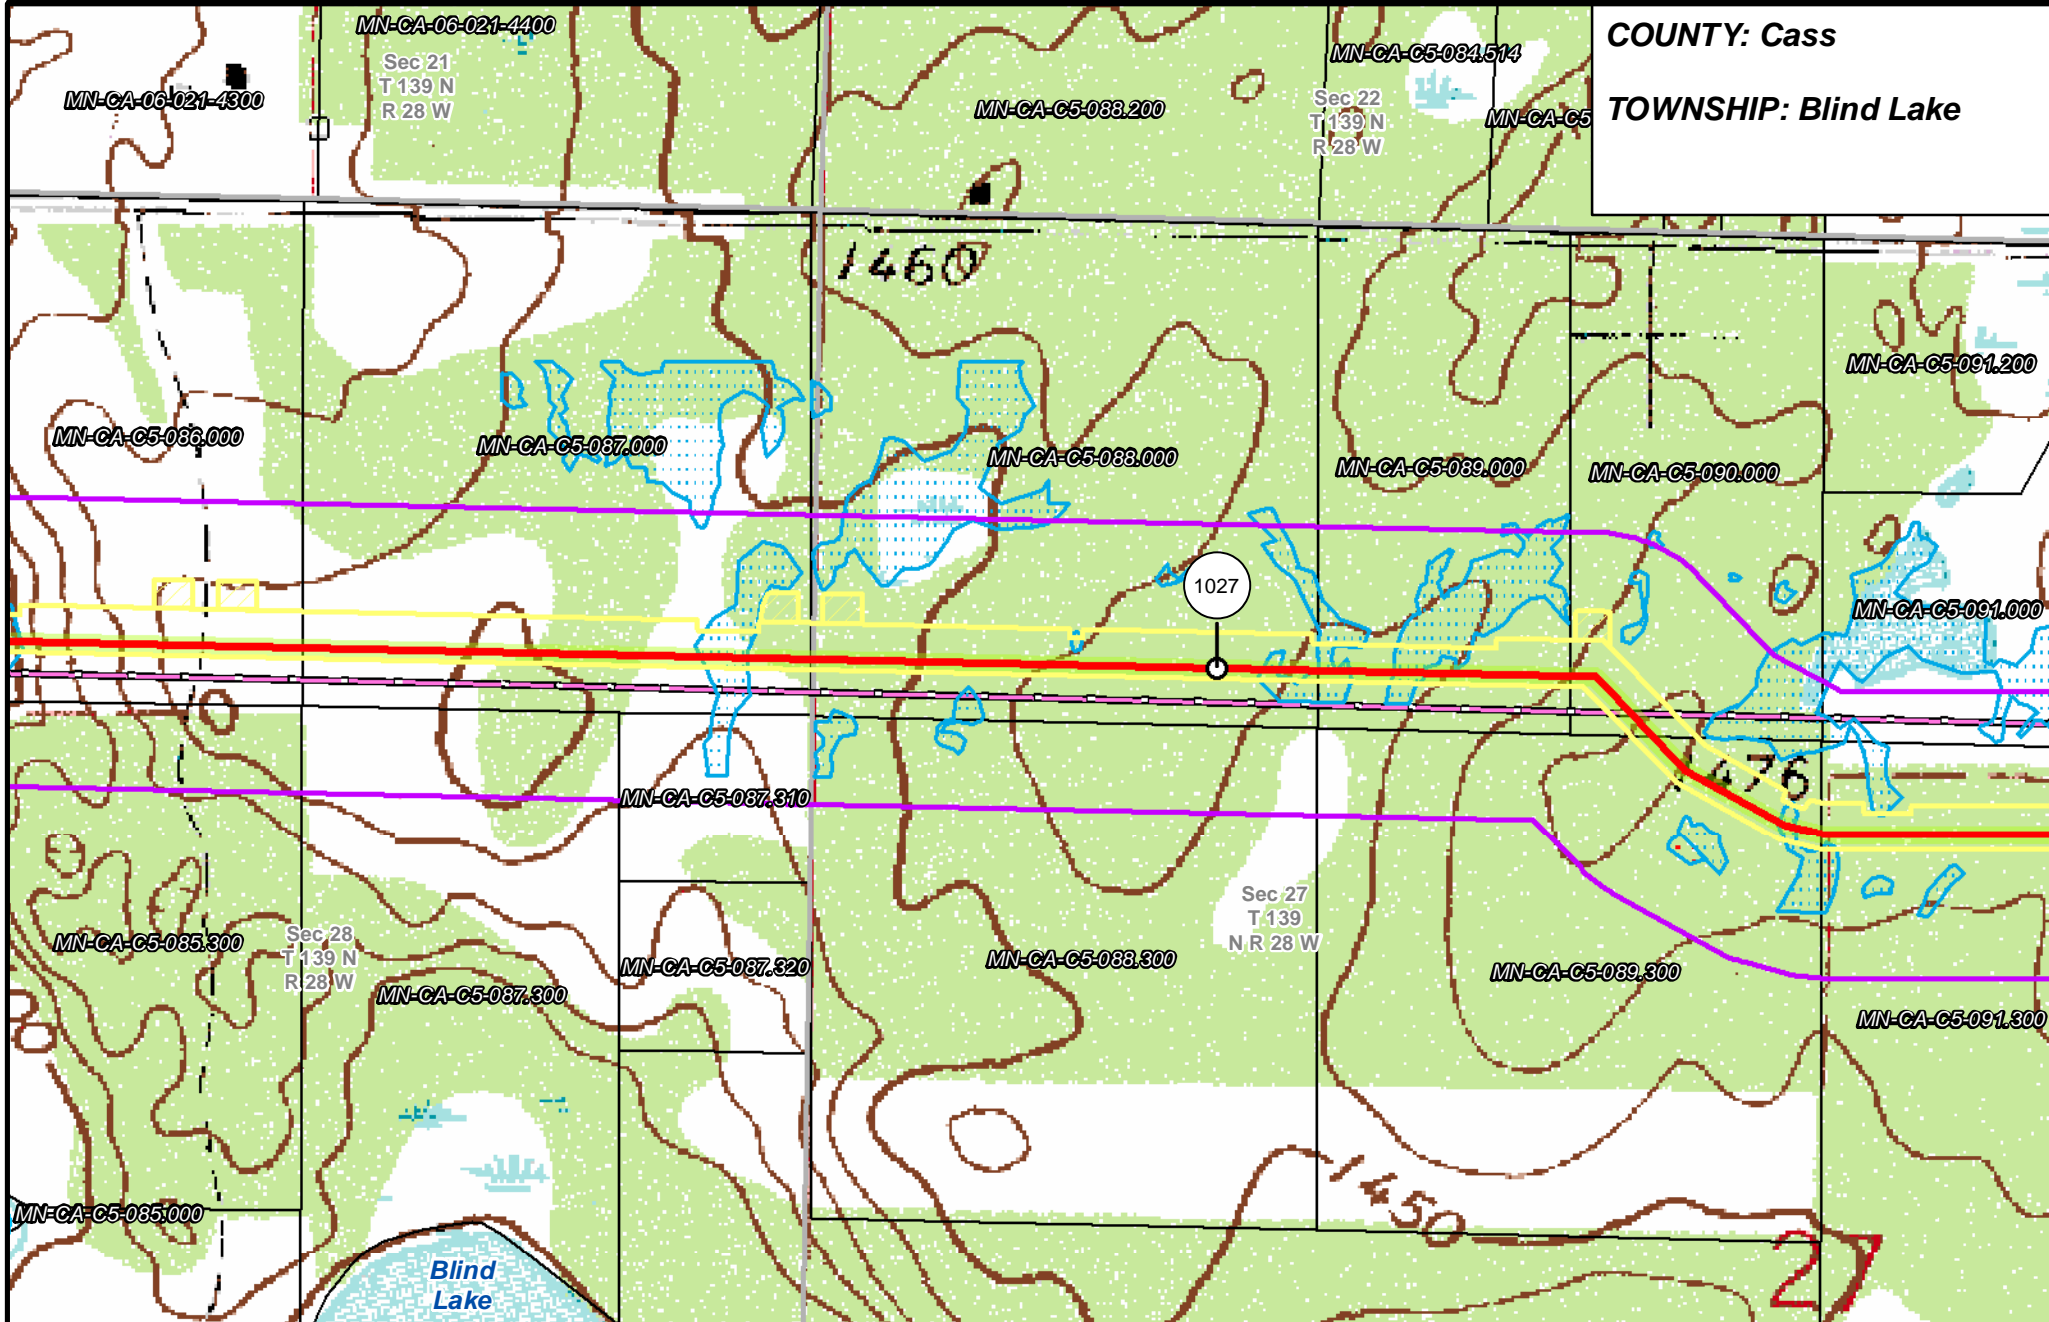 COUNTY: Cass
TOWNSHIP: Blind Lake
MN-CA-06-021-4400
Sec 21
T 139 N
R 28 W
MN-CA-06-021-4300
MN-CA-C5-088.200
MN-CA-C5-084.514
Sec 22
T 139 N
R 28 W
MN-CA-C5
1460
MN-CA-C5-091.200
MN-CA-C5-086.000
MN-CA-C5-087.000
MN-CA-C5-088.000
MN-CA-C5-089.000
MN-CA-C5-090.000
1027
MN-CA-C5-091.000
0
1476
MN-CA-C5-087.310
Sec 27
T 139
N R 28 W
MN-CA-C5-085.300
Sec 28
T 139 N
R 28 W
MN-CA-C5-087.320
MN-CA-C5-087.300
MN-CA-C5-088.300
MN-CA-C5-089.300
MN-CA-C5-091.300
1450
MN-CA-C5-085.000
27
Blind
Lake